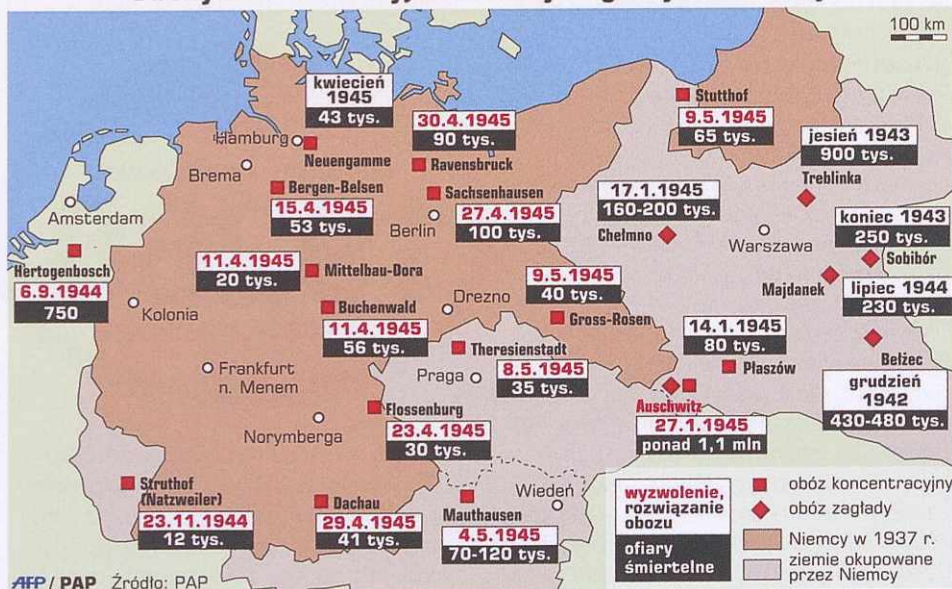 100 km
kwiecień
1945
43 tys.
Hamburg
Neuengamme
Brema
30.4.1945
90 tys.
Ravensbruck
Stutthof
9.5.1945
65 tys.
jesień 1943
900 tys.
Treblinka
Bergen-Belsen
15.4.1945
53 tys.
Sachsenhausen
27.4.1945
100 tys.
Berlin
17.1.1945
160-200 tys.
Chełmno
Warszawa
koniec 1943
250 tys.
Sobibór
Amsterdam
Hertogenbosch
6.9.1944
750
11.4.1945
20 tys.
Mittelbau-Dora
Kolonia
Buchenwald
11.4.1945
56 tys.
Drezno
9.5.1945
40 tys.
Gross-Rosen
Majdanek
lipiec 1944
230 tys.
14.1.1945
80 tys.
Płaszów
Bełżec
grudzień
1942
430-480 tys.
Theresienstadt
8.5.1945
35 tys.
Praga
Frankfurt
n. Menem
Norymberga
Flossenburg
23.4.1945
30 tys.
Auschwitz
27.1.1945
ponad 1,1 mln
Struthof
(Natzweiler)
23.11.1944
12 tys.
Dachau
29.4.1945
41 tys.
Mauthausen
4.5.1945
70-120 tys.
Wiedeń
wyzwolenie,
rozwiązanie
obozu
ofiary
śmiertelne
obóz koncentracyjny
obóz zagłady
Niemcy w 1937 r.
ziemie okupowane
przez Niemcy
AFP / PAP Źródło: PAP